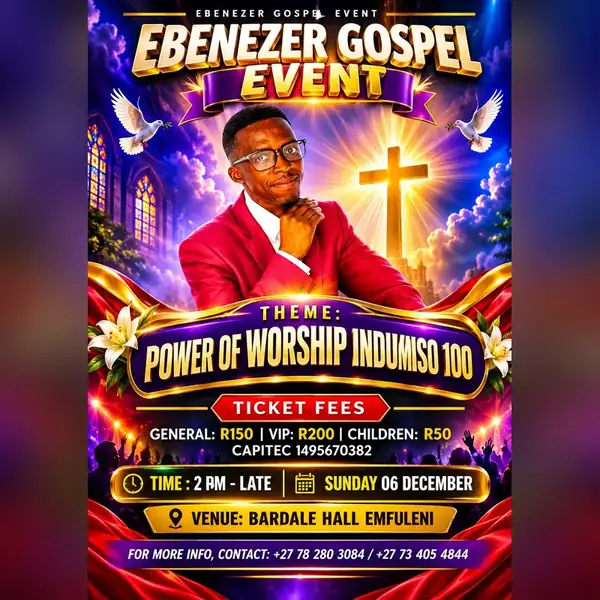 EBENEZER GOSPEL EVENT
EBENEZER GOSPEL
EVENT
THEME:
POWER OF WORSHIP INDUMISO 100
TICKET FEES
GENERAL: R150 | VIP: R200 | CHILDREN: R50
CAPITEC 1495670382
TIME : 2 PM - LATE | SUNDAY 06 DECEMBER
VENUE: BARDALE HALL EMFULENI
FOR MORE INFO, CONTACT: +27 78 280 3084 / +27 73 405 4844